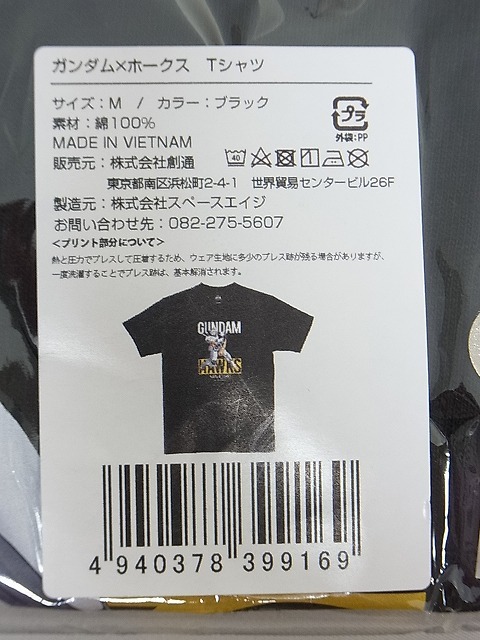 ガンダム×ホークス　Tシャツ
サイズ：M　/　カラー：ブラック
素材：綿100%
MADE IN VIETNAM
プラ
外袋:PP
販売元：株式会社創通
40
東京都南区浜松町2-4-1　世界貿易センタービル26F
製造元：株式会社スペースエイジ
お問い合わせ先：082-275-5607
<プリント部分について>
熱と圧力でプレスして圧着するため、ウェア生地に多少のプレス跡が残る場合がありますが、
一度洗濯することでプレス跡は、基本解消されます。
GUNDAM
HAWKS
4 940378 399169